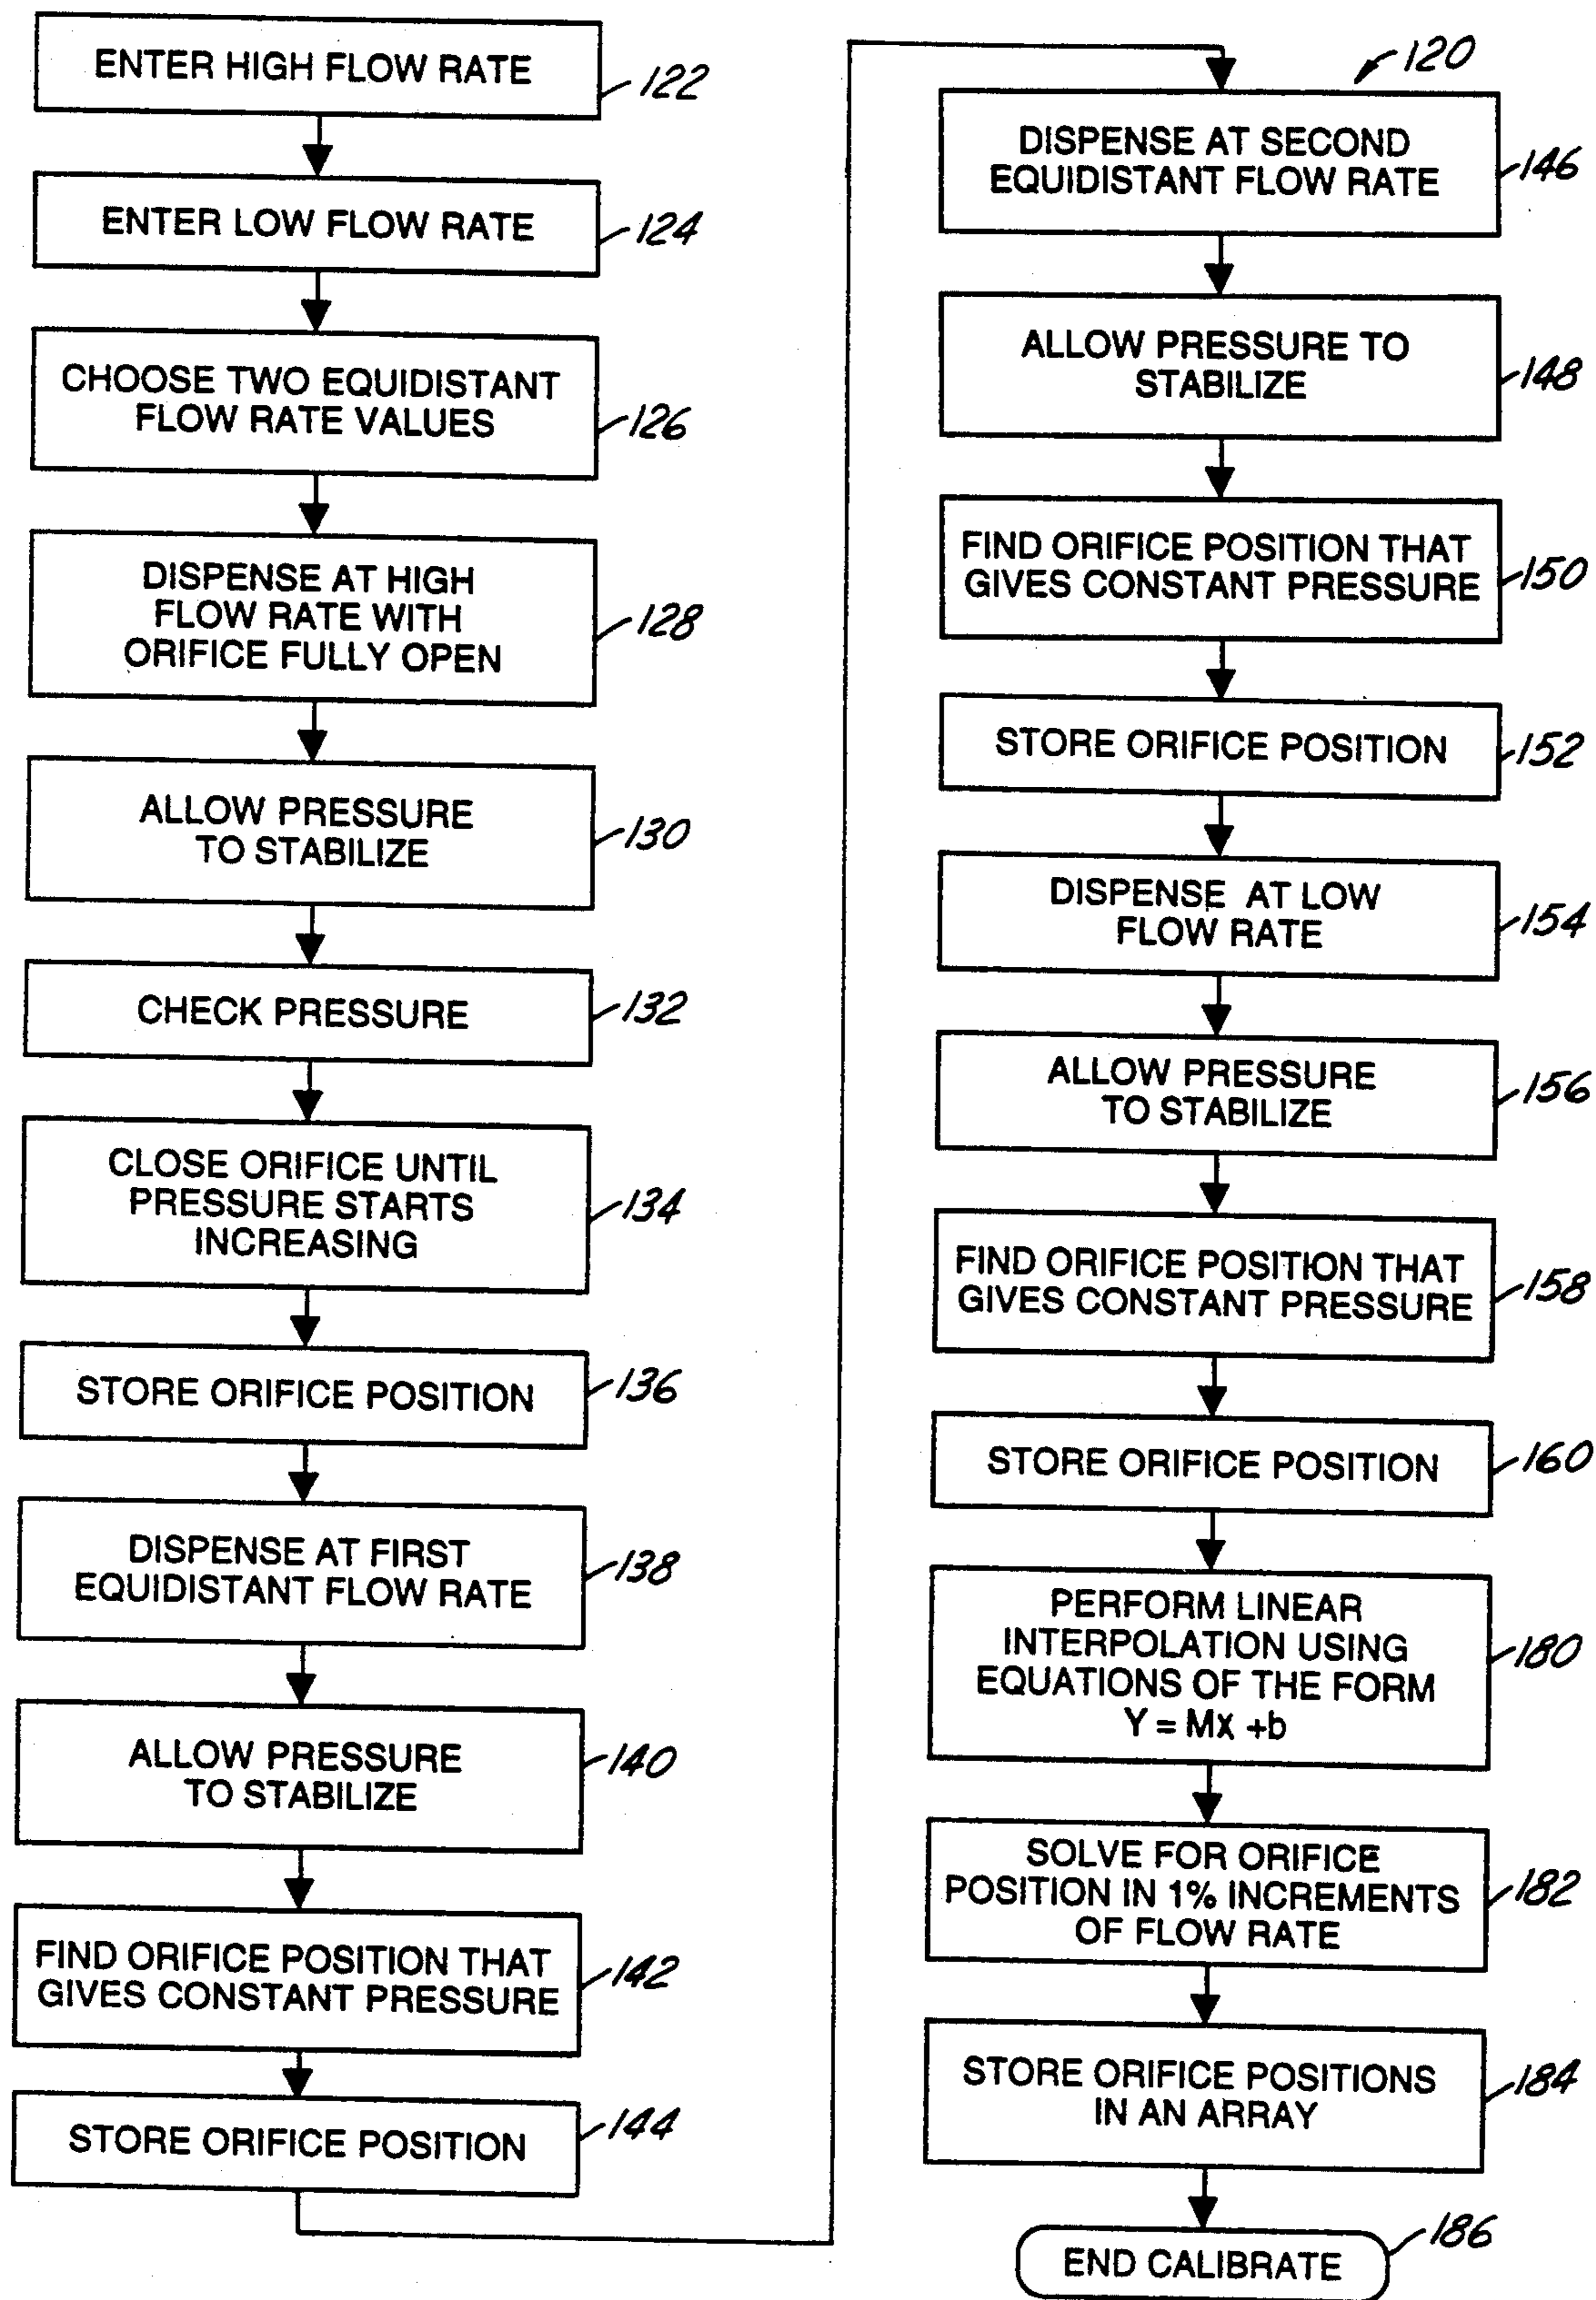 ENTER HIGH FLOW RATE
122
ENTER LOW FLOW RATE
124
CHOOSE TWO EQUIDISTANT
FLOW RATE VALUES
126
DISPENSE AT HIGH
FLOW RATE WITH
ORIFICE FULLY OPEN
128
ALLOW PRESSURE
TO STABILIZE
130
CHECK PRESSURE
132
CLOSE ORIFICE UNTIL
PRESSURE STARTS
INCREASING
134
STORE ORIFICE POSITION
136
DISPENSE AT FIRST
EQUIDISTANT FLOW RATE
138
ALLOW PRESSURE
TO STABILIZE
140
FIND ORIFICE POSITION THAT
GIVES CONSTANT PRESSURE
142
STORE ORIFICE POSITION
144
120
DISPENSE AT SECOND
EQUIDISTANT FLOW RATE
146
ALLOW PRESSURE TO
STABILIZE
148
FIND ORIFICE POSITION THAT
GIVES CONSTANT PRESSURE
150
STORE ORIFICE POSITION
152
DISPENSE AT LOW
FLOW RATE
154
ALLOW PRESSURE
TO STABILIZE
156
FIND ORIFICE POSITION THAT
GIVES CONSTANT PRESSURE
158
STORE ORIFICE POSITION
160
PERFORM LINEAR
INTERPOLATION USING
EQUATIONS OF THE FORM
Y = Mx +b
180
SOLVE FOR ORIFICE
POSITION IN 1% INCREMENTS
OF FLOW RATE
182
STORE ORIFICE POSITIONS
IN AN ARRAY
184
END CALIBRATE
186